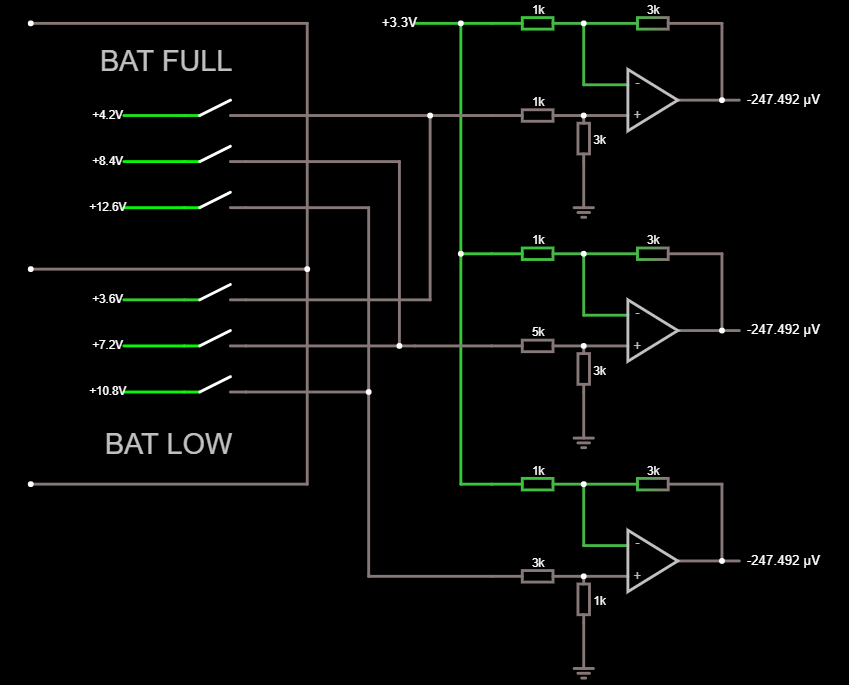 +3.3V
1k
3k
BAT FULL
-
-247.492 µV
+4.2V
1k
+
3k
+8.4V
+12.6V
1k
3k
+3.6V
-
-247.492 µV
+7.2V
5k
+
3k
+10.8V
BAT LOW
1k
3k
-
-247.492 µV
3k
+
1k